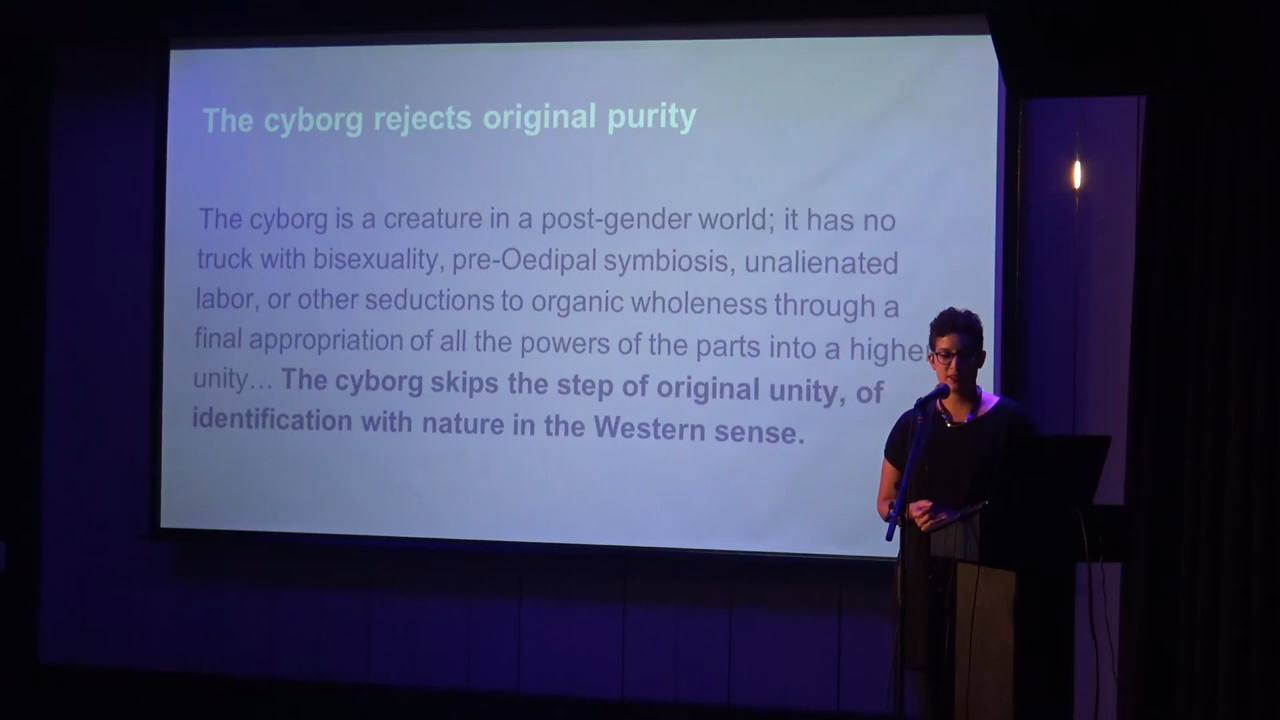 The cyborg rejects original purity
The cyborg is a creature in a post-gender world; it has no
truck with bisexuality, pre-Oedipal symbiosis, unalienated
labor, or other seductions to organic wholeness through a
final appropriation of all the powers of the parts into a higher
unity… The cyborg skips the step of original unity, of
identification with nature in the Western sense.